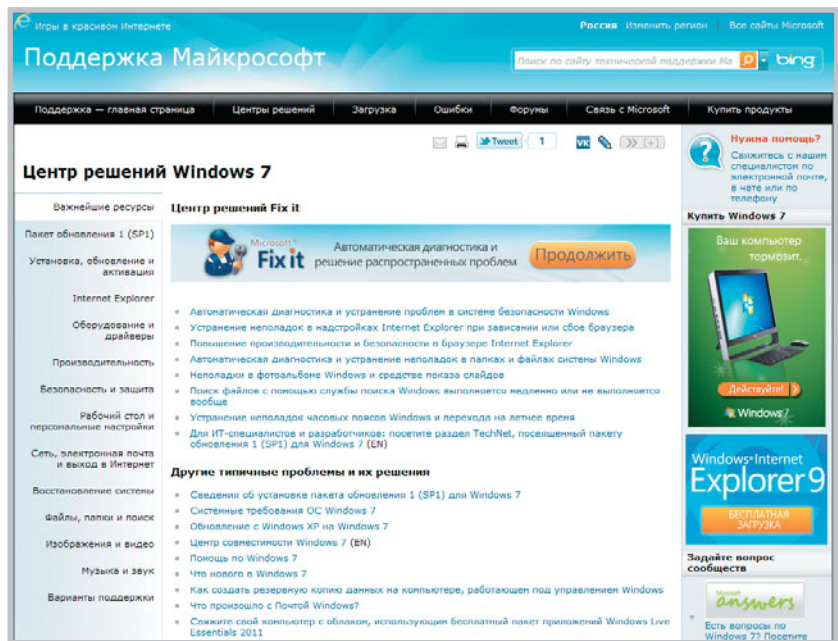 Игры в красивом Интернете
Россия Изменить регион | Все сайты Microsoft
Поддержка Майкрософт
Поиск по сайту технической поддержки Ма
bing
Поддержка — главная страница
Центры решений
Загрузка
Ошибки
Форумы
Связь с Microsoft
Купить продукты
Tweet 1
Центр решений Windows 7
Важнейшие ресурсы
Пакет обновления 1 (SP1)
Установка, обновление и
активация
Internet Explorer
Оборудование и
драйверы
Производительность
Безопасность и защита
Рабочий стол и
персональные настройки
Сеть, электронная почта
и выход в Интернет
Восстановление системы
Файлы, папки и поиск
Изображения и видео
Музыка и звук
Варианты поддержки
Центр решений Fix it
Microsoft
Fix it
Автоматическая диагностика и
решение распространенных проблем
Продолжить
Автоматическая диагностика и устранение проблем в системе безопасности Windows
Устранение неполадок в надстройках Internet Explorer при зависании или сбое браузера
Повышение производительности и безопасности в браузере Internet Explorer
Автоматическая диагностика и устранение неполадок в папках и файлах системы Windows
Неполадки в фотоальбоме Windows и средстве показа слайдов
Поиск файлов с помощью службы поиска Windows выполняется медленно или не выполняется
вообще
Устранение неполадок часовых поясов Windows и перехода на летнее время
Для ИТ-специалистов и разработчиков: посетите раздел TechNet, посвященный пакету
обновления 1 (SP1) для Windows 7 (EN)
Другие типичные проблемы и их решения
Сведения об установке пакета обновления 1 (SP1) для Windows 7
Системные требования ОС Windows 7
Обновление с Windows XP на Windows 7
Центр совместимости Windows 7 (EN)
Помощь по Windows 7
Что нового в Windows 7
Как создать резервную копию данных на компьютере, работающем под управлением Windows
Что произошло с Почтой Windows?
Свяжите свой компьютер с облаком, использующим бесплатный пакет приложений Windows Live
Essentials 2011
Нужна помощь?
Свяжитесь с нашим
специалистом по
электронной почте,
в чате или по
телефону
Купить Windows 7
Ваш компьютер
тормозит.
Действуйте!
Windows 7
Windows Internet
Explorer 9
БЕСПЛАТНАЯ
ЗАГРУЗКА
Задайте вопрос
сообществ
Microsoft
answers
Есть вопросы по
Windows 7? Посетите